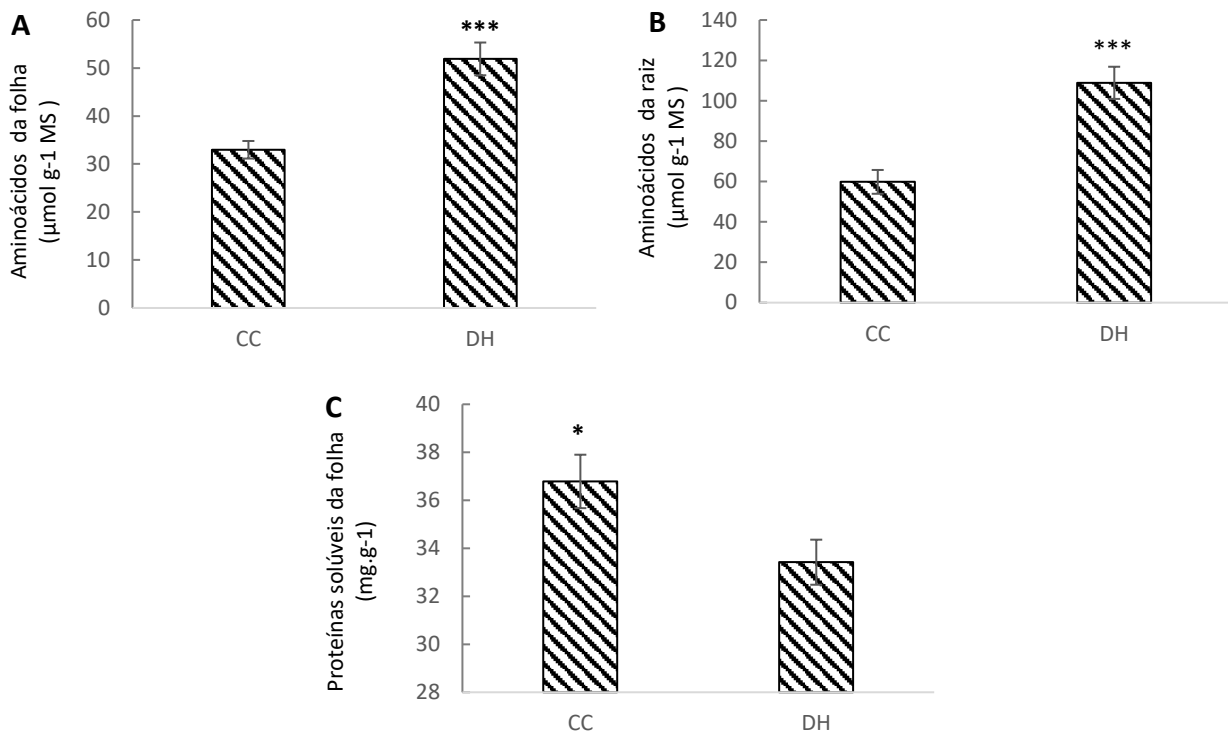 A
Aminoácidos da folha
(µmol g-1 MS )
60
50
40
30
20
10
0
***
CC
DH
B
Aminoácidos da raiz
(µmol g-1 MS )
140
120
100
80
60
40
20
0
***
CC
DH
C
Proteínas solúveis da folha
(mg.g-1)
40
38
36
34
32
30
28
*
CC
DH